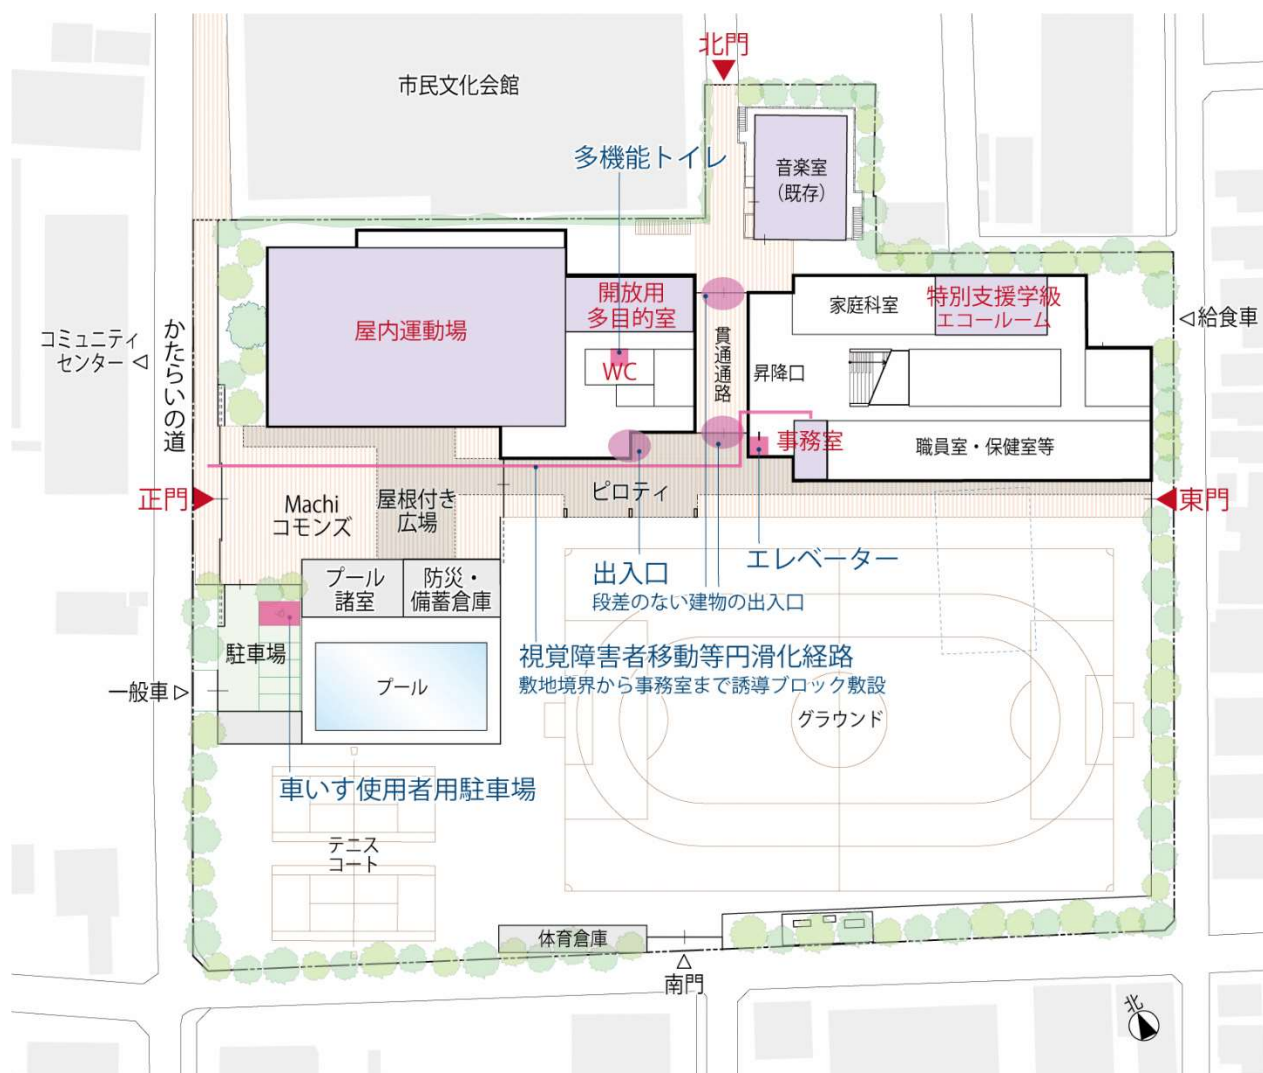 北門
市民文化会館
多機能トイレ
音楽室
（既存）
開放用
多目的室
家庭科室
特別支援学級
エコールーム
給食車
屋内運動場
コミュニティ
センター
かたらいの道
WC
貫通通路
昇降口
事務室
職員室・保健室等
正門
Machi
コモンズ
屋根付き
広場
ピロティ
東門
エレベーター
出入口
段差のない建物の出入口
プール
諸室
防災・
備蓄倉庫
視覚障害者移動等円滑化経路
敷地境界から事務室まで誘導ブロック敷設
駐車場
一般車
プール
グラウンド
車いす使用者用駐車場
テニス
コート
体育倉庫
南門
北